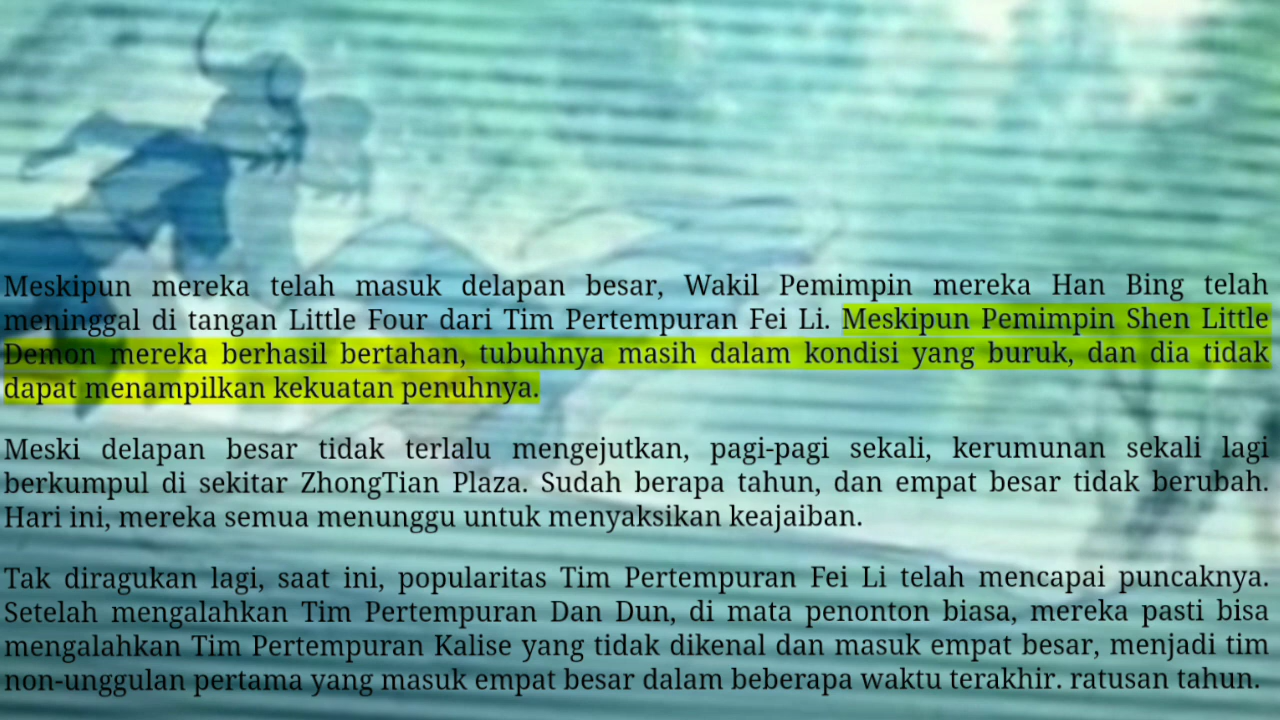 Meskipun mereka telah masuk delapan besar, Wakil Pemimpin mereka Han Bing telah
meninggal di tangan Little Four dari Tim Pertempuran Fei Li. Meskipun Pemimpin Shen Little
Demon mereka berhasil bertahan, tubuhnya masih dalam kondisi yang buruk, dan dia tidak
dapat menampilkan kekuatan penuhnya.
Meski delapan besar tidak terlalu mengejutkan, pagi-pagi sekali, kerumunan sekali lagi
berkumpul di sekitar ZhongTian Plaza. Sudah berapa tahun, dan empat besar tidak berubah.
Hari ini, mereka semua menunggu untuk menyaksikan keajaiban.
Tak diragukan lagi, saat ini, popularitas Tim Pertempuran Fei Li telah mencapai puncaknya.
Setelah mengalahkan Tim Pertempuran Dan Dun, di mata penonton biasa, mereka pasti bisa
mengalahkan Tim Pertempuran Kalise yang tidak dikenal dan masuk empat besar, menjadi tim
non-unggulan pertama yang masuk empat besar dalam beberapa waktu terakhir. ratusan tahun.